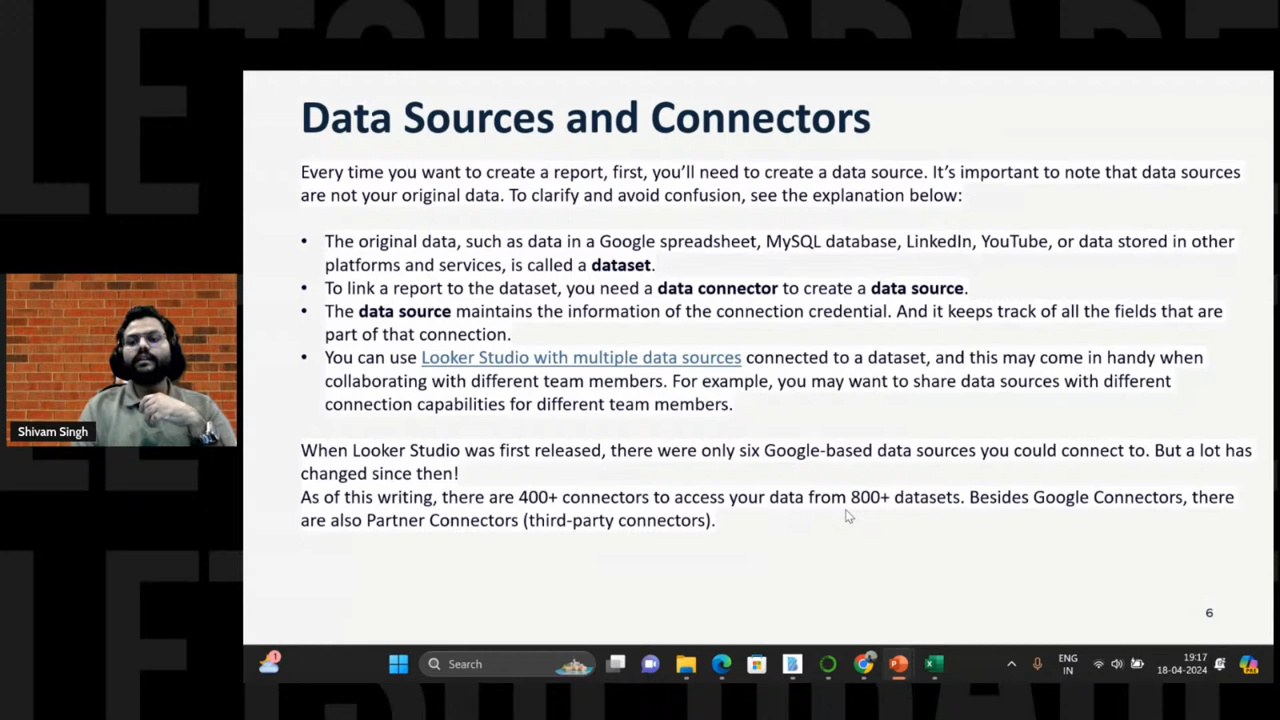 LETSUPGRADE
Data Sources and Connectors
Every time you want to create a report, first, you’ll need to create a data source. It’s important to note that data sources
are not your original data. To clarify and avoid confusion, see the explanation below:
• The original data, such as data in a Google spreadsheet, MySQL database, LinkedIn, YouTube, or data stored in other
platforms and services, is called a dataset.
• To link a report to the dataset, you need a data connector to create a data source.
• The data source maintains the information of the connection credential. And it keeps track of all the fields that are
part of that connection.
• You can use Looker Studio with multiple data sources connected to a dataset, and this may come in handy when
collaborating with different team members. For example, you may want to share data sources with different
connection capabilities for different team members.
Shivam Singh
When Looker Studio was first released, there were only six Google-based data sources you could connect to. But a lot has
changed since then!
As of this writing, there are 400+ connectors to access your data from 800+ datasets. Besides Google Connectors, there
are also Partner Connectors (third-party connectors).
6
1
Search
ENG
IN
19:17
18-04-2024